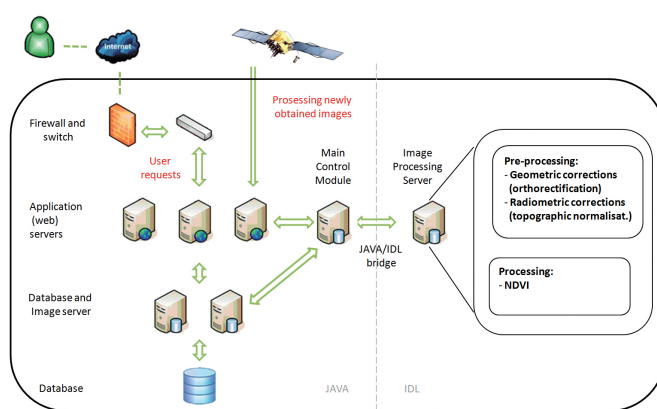 Internet
Prosessing newly
obtained images
Firewall and
switch
User
requests
Main
Control
Module
Image
Processing
Server
Pre-processing:
- Geometric corrections
(orthorectification)
- Radiometric corrections
(topographic normalisat.)
Application
(web)
servers
JAVA/IDL
bridge
Processing:
- NDVI
Database and
Image server
Database
JAVA
IDL